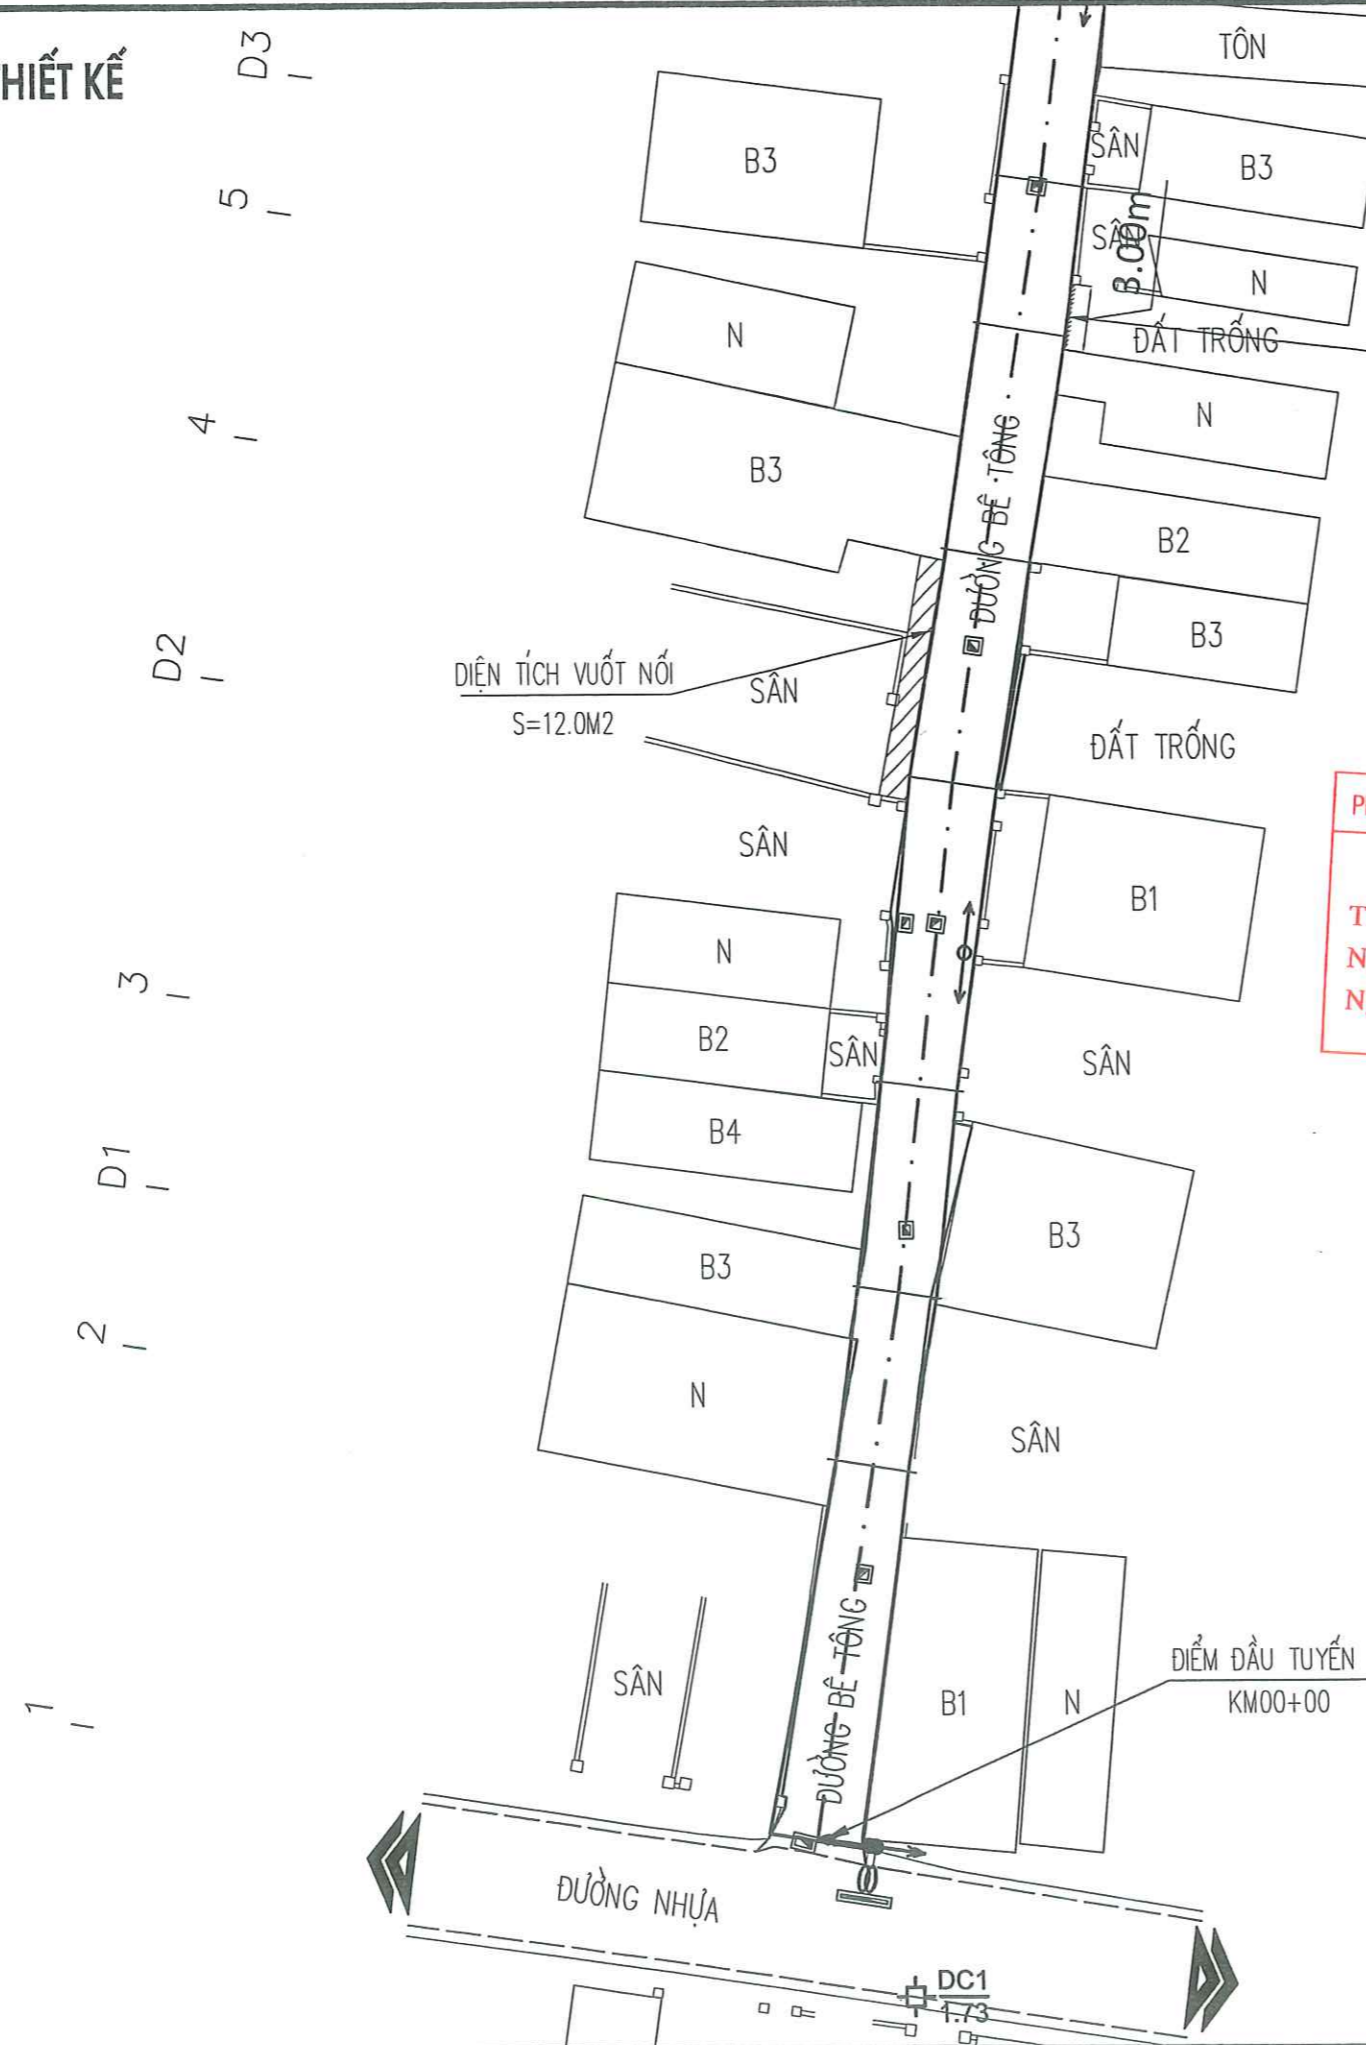 HIẾT KẾ
D3
TÔN
SÂN
B3
B3
5
SÂN
3.00m
N
N
ĐẤT TRỐNG
4
N
B3
ĐƯỜNG BÊ TÔNG
B2
B3
D2
DIỆN TÍCH VUỐT NỐI
S=12.0M2
SÂN
ĐẤT TRỐNG
SÂN
B1
N
3
B2
SÂN
SÂN
B4
D1
B3
B3
2
N
SÂN
ĐƯỜNG BÊ TÔNG
SÂN
B1
N
ĐIỂM ĐẦU TUYẾN
KM00+00
1
ĐƯỜNG NHỰA
DC1
1.73